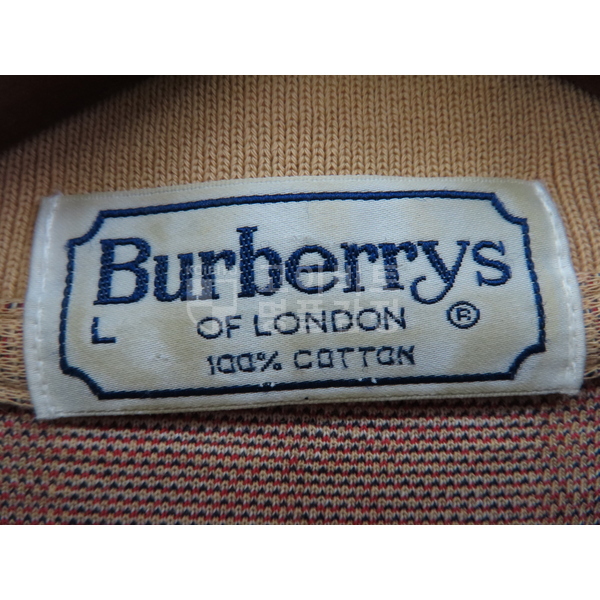 Burberrys
L OF LONDON ®
100% COTTON